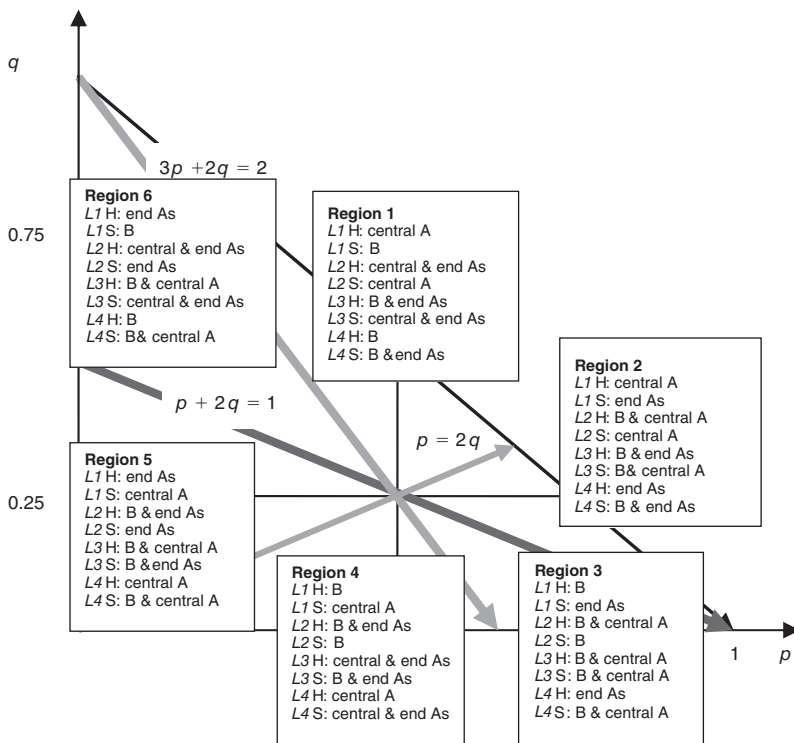 q
3p +2q = 2
Region 6
L1 H: end As
L1 S: B
L2 H: central & end As
L2 S: end As
L3 H: B & central A
L3 S: central & end As
L4 H: B
L4 S: B& central A
0.75
Region 1
L1 H: central A
L1 S: B
L2 H: central & end As
L2 S: central A
L3 H: B & end As
L3 S: central & end As
L4 H: B
L4 S: B & end As
Region 2
L1 H: central A
L1 S: end As
L2 H: B & central A
L2 S: central A
L3 H: B & end As
L3 S: B& central A
L4 H: end As
L4 S: B & end As
p + 2q = 1
p = 2q
Region 5
L1 H: end As
L1 S: central A
L2 H: B & end As
L2 S: end As
L3 H: B & central A
L3 S: B & end As
L4 H: central A
L4 S: B & central A
0.25
Region 4
L1 H: B
L1 S: central A
L2 H: B & end As
L2 S: B
L3 H: central & end As
L3 S: B & end As
L4 H: central A
L4 S: central & end As
Region 3
L1 H: B
L1 S: end As
L2 H: B & central A
L2 S: B
L3 H: B & central A
L3 S: B & central A
L4 H: end As
L4 S: B & central A
1
p